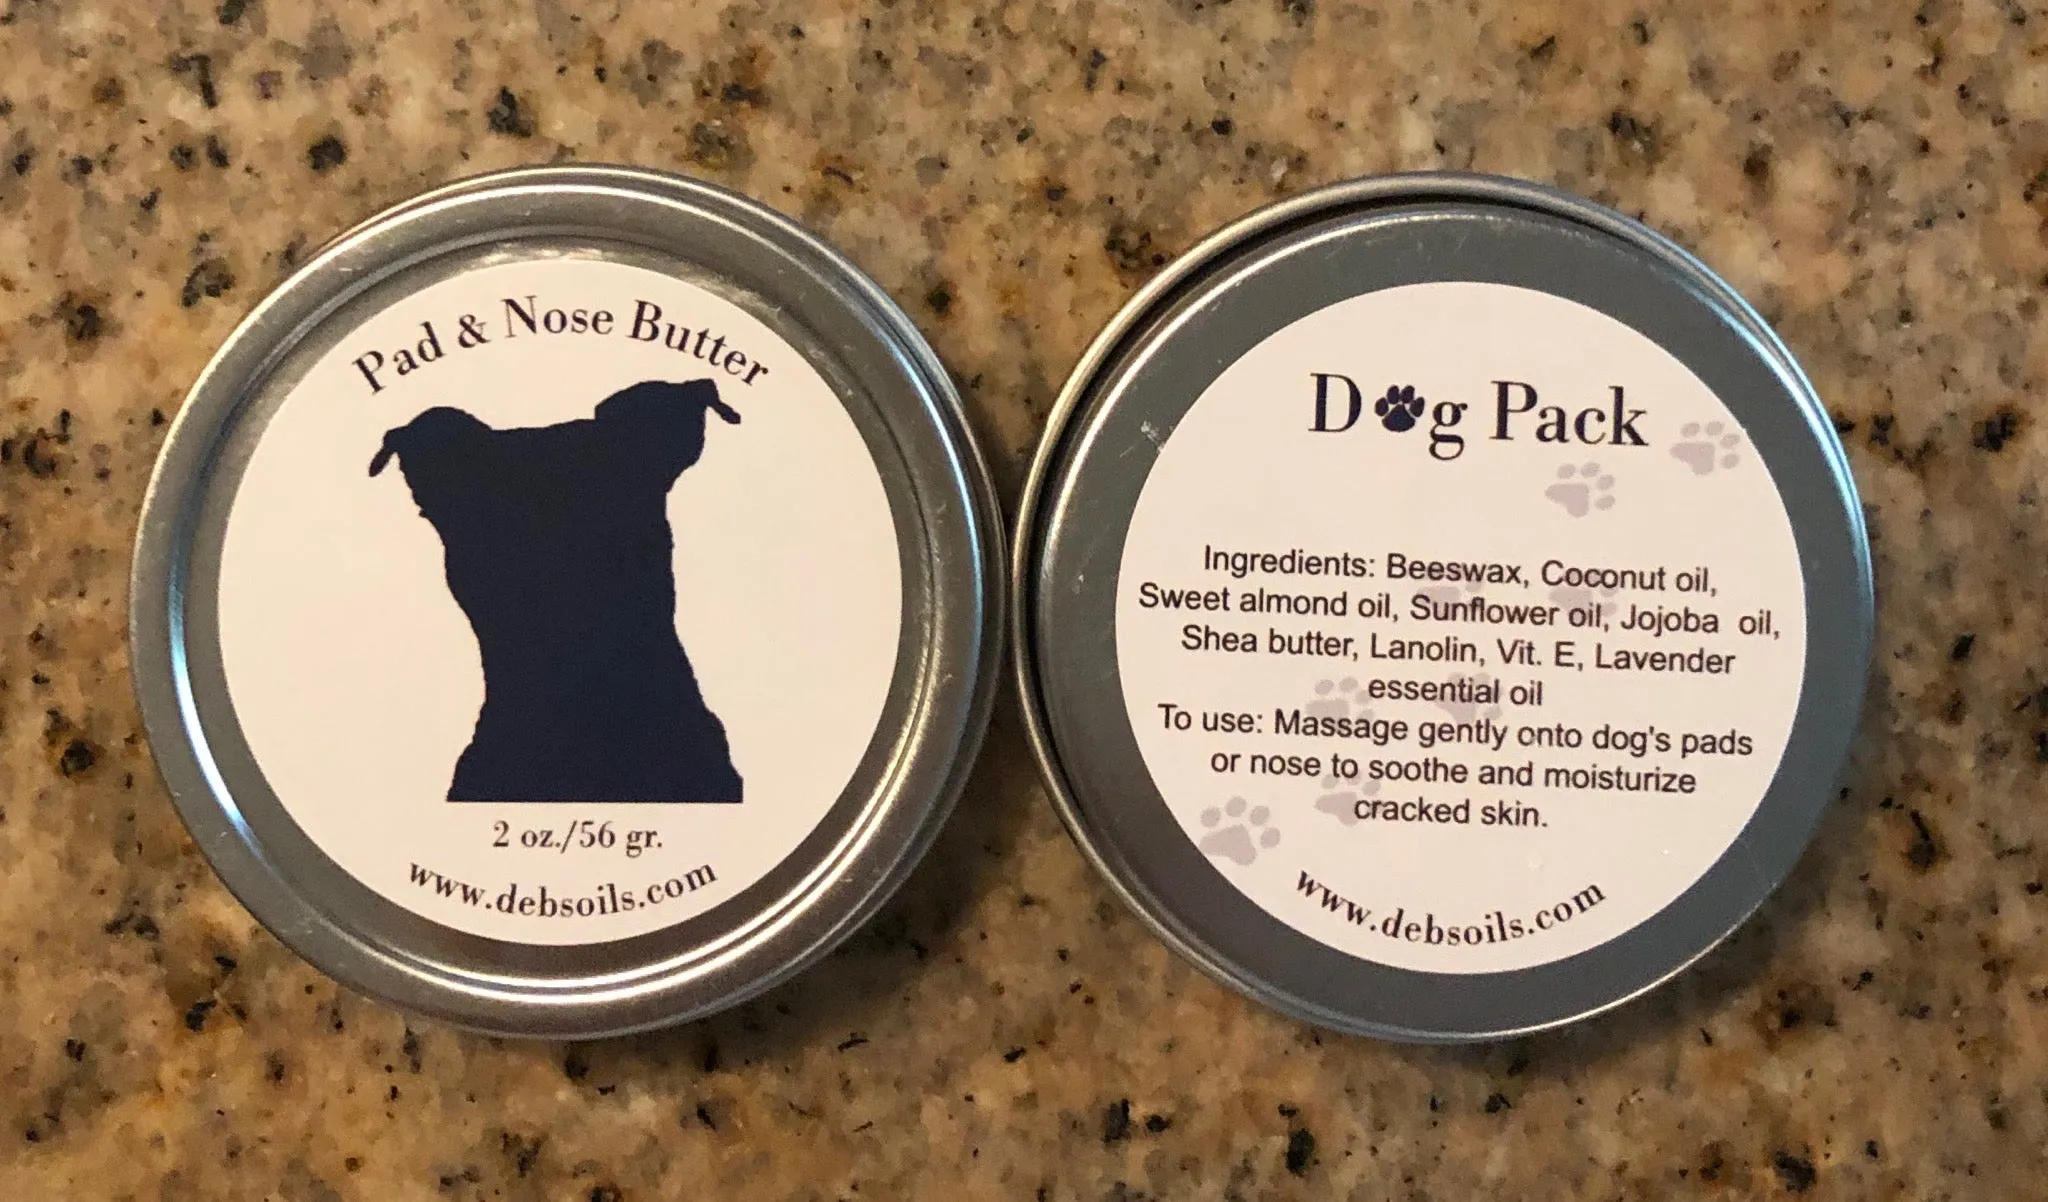 Pad & Nose Butter
2 oz./56 gr.
www.debsoils.com
Dog Pack
Ingredients: Beeswax, Coconut oil,
Sweet almond oil, Sunflower oil, Jojoba oil,
Shea butter, Lanolin, Vit. E, Lavender
essential oil
To use: Massage gently onto dog's pads
or nose to soothe and moisturize
cracked skin.
www.debsoils.com